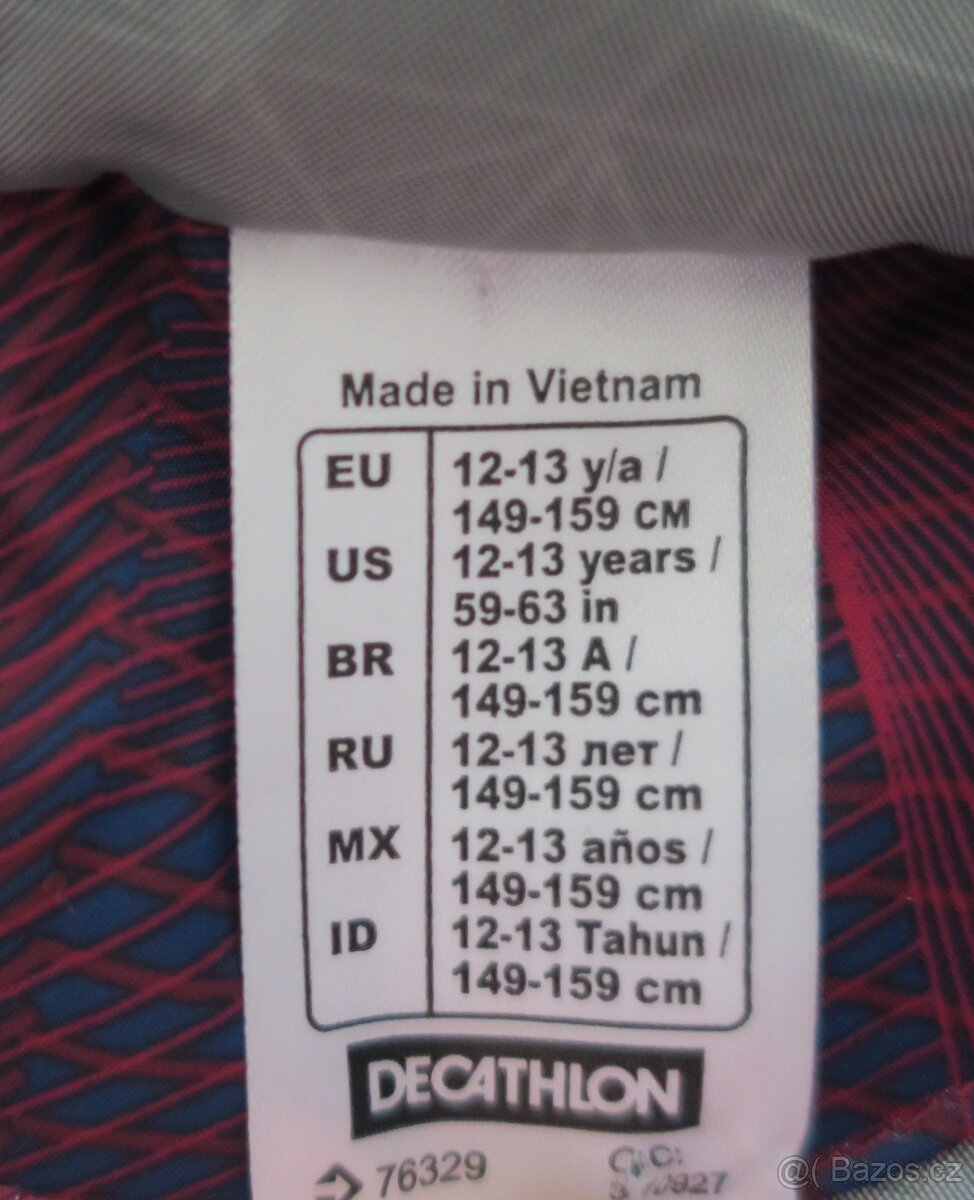 Made in Vietnam
EU 12-13 y/a /
149-159 CM
US 12-13 years /
59-63 in
BR 12-13 A /
149-159 cm
RU 12-13 лет /
149-159 cm
MX 12-13 años /
149-159 cm
ID 12-13 Tahun /
149-159 cm
DECATHLON
76329
@( Bazos.cz